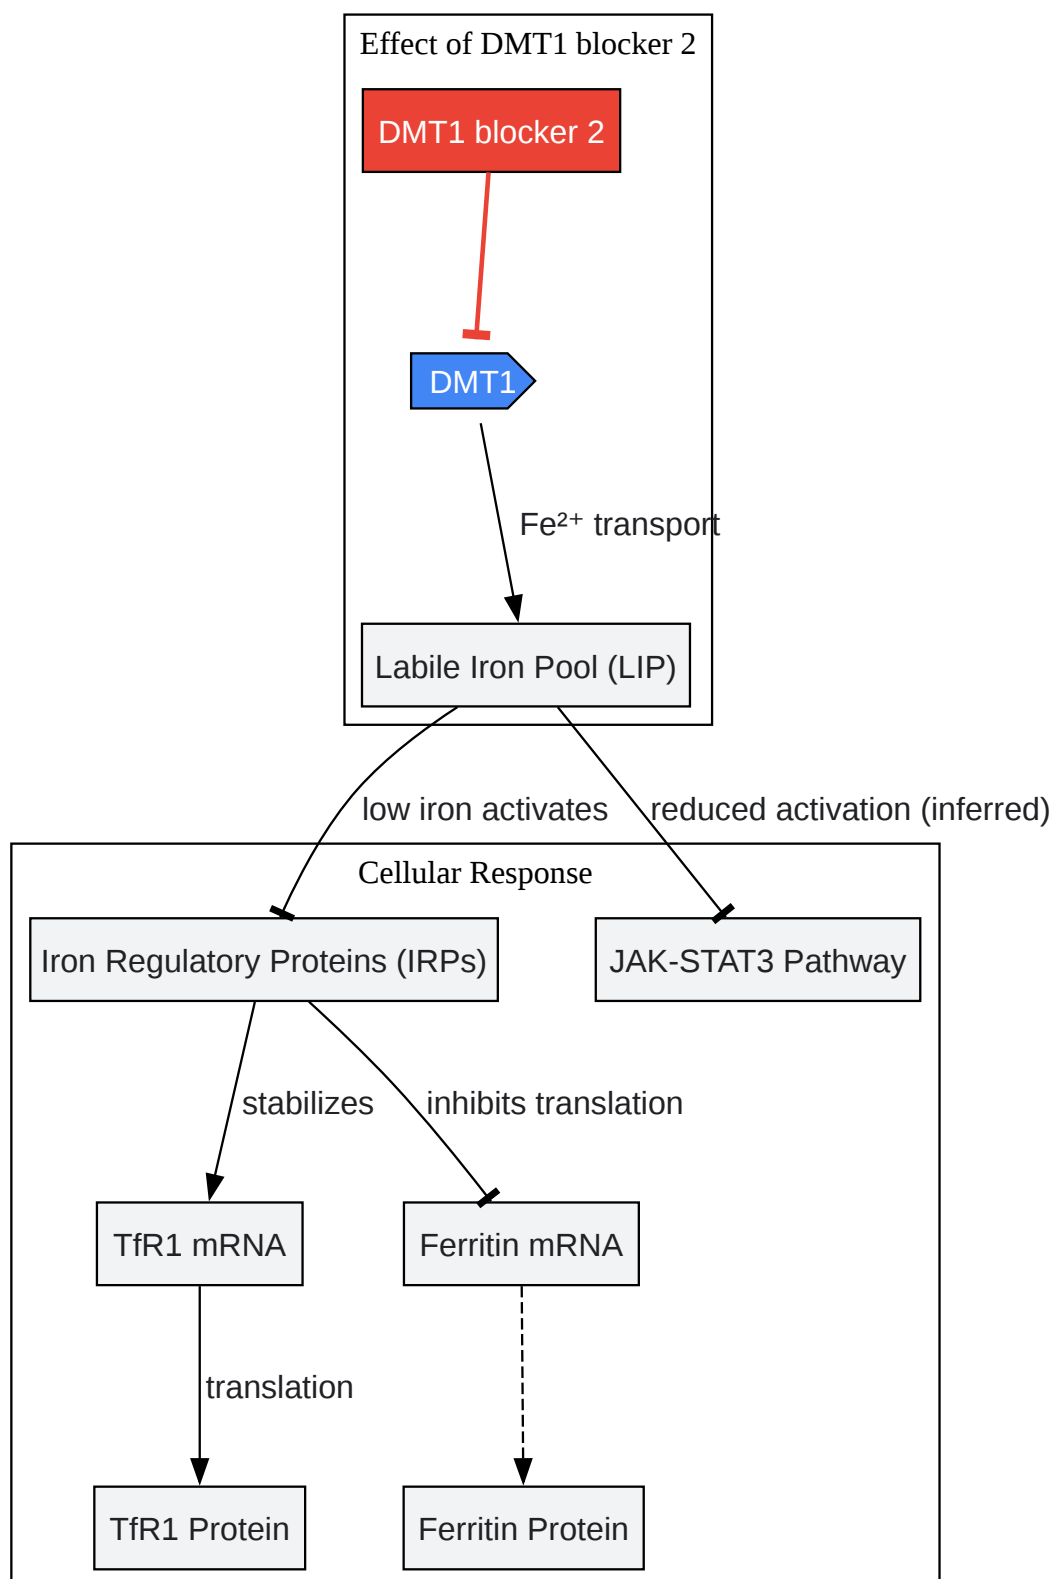 Effect of DMT1 blocker 2
DMT1 blocker 2
DMT1
Fe²⁺ transport
Labile Iron Pool (LIP)
low iron activates
reduced activation (inferred)
Cellular Response
Iron Regulatory Proteins (IRPs)
JAK-STAT3 Pathway
stabilizes
inhibits translation
TfR1 mRNA
Ferritin mRNA
translation
TfR1 Protein
Ferritin Protein